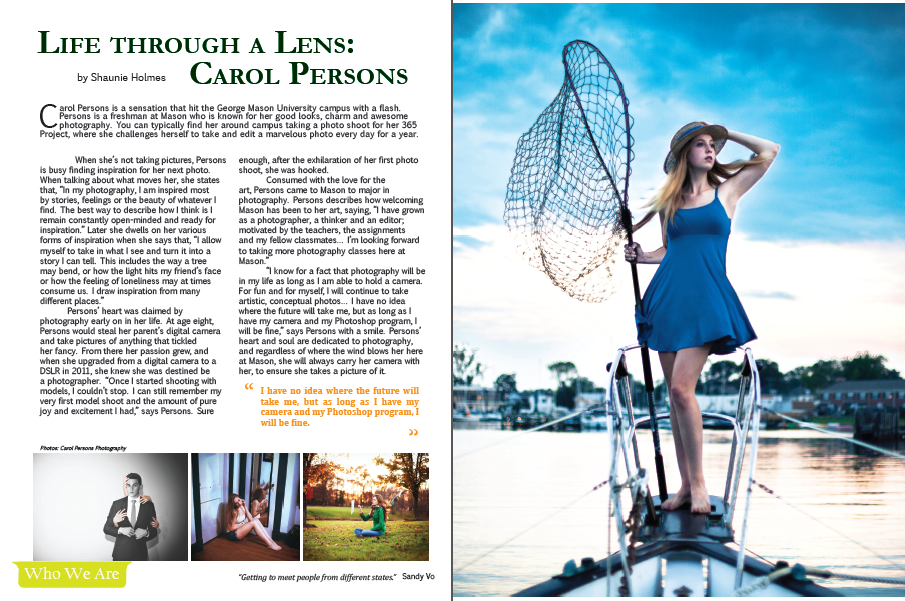 Life through a Lens:
by Shaunie Holmes Carol Persons
Carol Persons is a sensation that hit the George Mason University campus with a flash.
Persons is a freshman at Mason who is known for her good looks, charm and awesome
photography. You can typically find her around campus taking a photo shoot for her 365
Project, where she challenges herself to take and edit a marvelous photo every day for a year.
When she's not taking pictures, Persons
is busy finding inspiration for her next photo.
When talking about what moves her, she states
that, "In my photography, I am inspired most
by stories, feelings or the beauty of whatever I
find. The best way to describe how I think is I
remain constantly open-minded and ready for
inspiration." Later she dwells on her various
forms of inspiration when she says that, "I allow
myself to take in what I see and turn it into a
story I can tell. This includes the way a tree
may bend, or how the light hits my friend's face
or how the feeling of loneliness may at times
consume us. I draw inspiration from many
different places."
Persons' heart was claimed by
photography early on in her life. At age eight,
Persons would steal her parent's digital camera
and take pictures of anything that tickled
her fancy. From there her passion grew, and
when she upgraded from a digital camera to a
DSLR in 2011, she knew she was destined be
a photographer. "Once I started shooting with
models, I couldn't stop. I can still remember my
very first model shoot and the amount of pure
joy and excitement I had," says Persons. Sure
enough, after the exhilaration of her first photo
shoot, she was hooked.
Consumed with the love for the
art, Persons came to Mason to major in
photography. Persons describes how welcoming
Mason has been to her art, saying, "I have grown
as a photographer, a thinker and an editor;
motivated by the teachers, the assignments
and my fellow classmates... I'm looking forward
to taking more photography classes here at
Mason."
"I know for a fact that photography will be
in my life as long as I am able to hold a camera.
For fun and for myself, I will continue to take
artistic, conceptual photos... I have no idea
where the future will take me, but as long as I
have my camera and my Photoshop program, I
will be fine," says Persons with a smile. Persons'
heart and soul are dedicated to photography,
and regardless of where the wind blows her here
at Mason, she will always carry her camera with
her, to ensure she takes a picture of it.
“ I have no idea where the future will
take me, but as long as I have my
camera and my Photoshop program, I
will be fine.
”
Photos: Carol Persons Photography
Who We Are
"Getting to meet people from different states." Sandy Vo